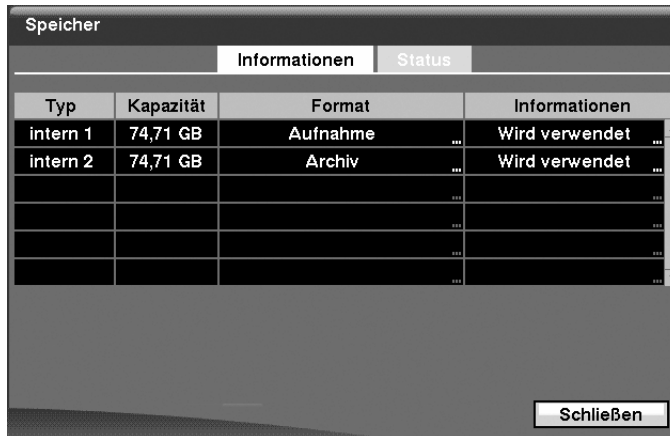 Speicher
Informationen Status
Typ Kapazität Format Informationen
intern 1 74,71 GB Aufnahme ... Wird verwendet ...
intern 2 74,71 GB Archiv ... Wird verwendet ...
... ...
... ...
... ...
... ...
Schließen